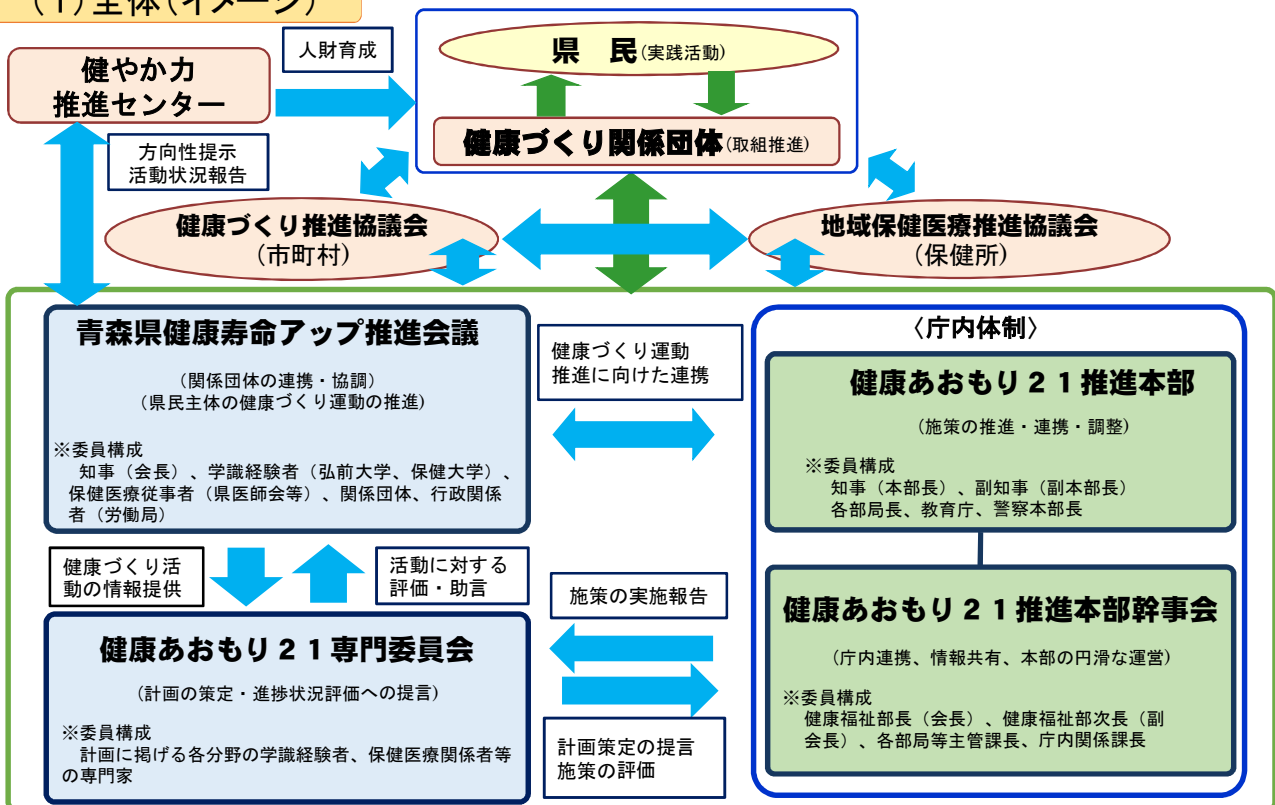 (1)全体(イメージ)
人財育成
県　民(実践活動)
健やか力
推進センター
健康づくり関係団体(取組推進)
方向性提示
活動状況報告
健康づくり推進協議会
(市町村)
地域保健医療推進協議会
(保健所)
青森県健康寿命アップ推進会議
(関係団体の連携・協調)
(県民主体の健康づくり運動の推進)
※委員構成
知事（会長）、学識経験者（弘前大学、保健大学）、
保健医療従事者（県医師会等）、関係団体、行政関係
者（労働局）
健康づくり運動
推進に向けた連携
〈庁内体制〉
健康あおもり２１推進本部
(施策の推進・連携・調整)
※委員構成
知事（本部長）、副知事（副本部長）
各部局長、教育庁、警察本部長
健康づくり活
動の情報提供
活動に対する
評価・助言
施策の実施報告
健康あおもり２１専門委員会
(計画の策定・進捗状況評価への提言)
※委員構成
計画に掲げる各分野の学識経験者、保健医療関係者等
の専門家
計画策定の提言
施策の評価
健康あおもり２１推進本部幹事会
(庁内連携、情報共有、本部の円滑な運営)
※委員構成
健康福祉部長（会長）、健康福祉部次長（副
会長）、各部局等主管課長、庁内関係課長